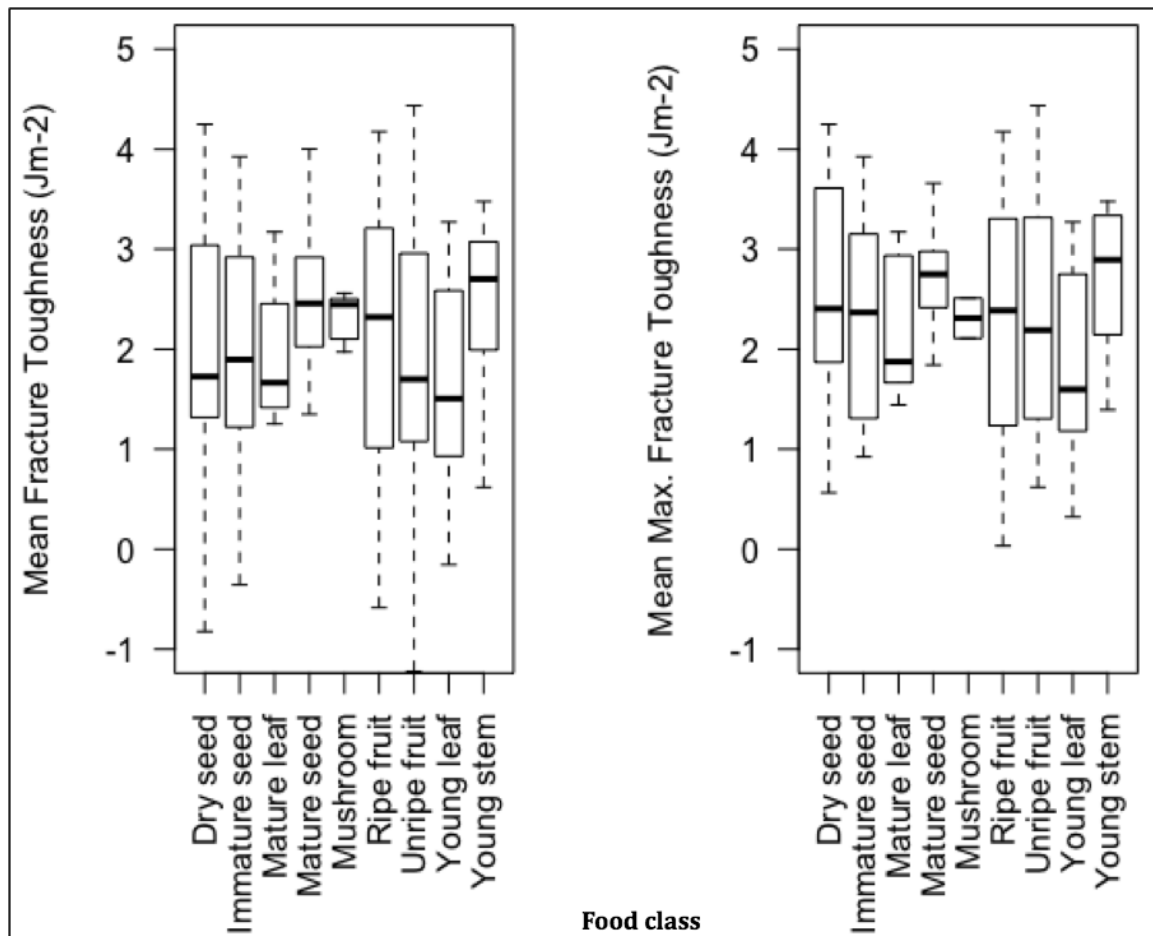 Mean Fracture Toughness (Jm-2)
5
4
3
2
1
0
-1
Dry seed
Immature seed
Mature leaf
Mature seed
Mushroom
Ripe fruit
Unripe fruit
Young leaf
Young stem
Mean Max. Fracture Toughness (Jm-2)
5
4
3
2
1
0
-1
Dry seed
Immature seed
Mature leaf
Mature seed
Mushroom
Ripe fruit
Unripe fruit
Young leaf
Young stem
Food class